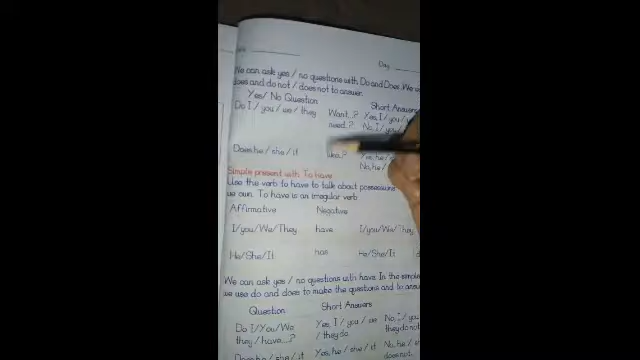 Day
We can ask yes / no questions with Do and Does. We
does and do not / does not to answer.
Yes/ No Question Short Answers
Do I / you / we / they Want...? Yes, I / you /
need..? No, I / you /
Does he / she / it like..? Yes, he /
No, he /
Simple present with To have
Use the verb to have to talk about possessions
we own. To have is an irregular verb
Affirmative Negative
I/you/We/They have I/you/We/They
He/She/It has He/She/It
We can ask yes / no questions with have. In the simple
we use do and does to make the questions and to
Question Short Answers
Do I/You/We Yes, I / you / we No, I / you
they / have....? / they do. they do not.
Does he / she / it Yes, he / she / it No, he / s
does not.